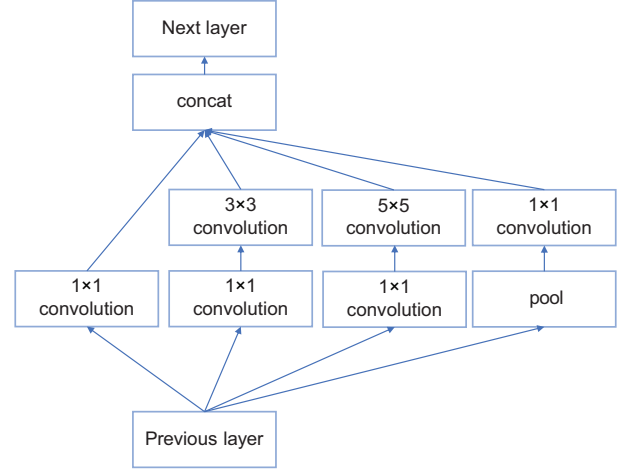 Next layer
concat
3×3
convolution
5×5
convolution
1×1
convolution
1×1
convolution
1×1
convolution
1×1
convolution
pool
Previous layer